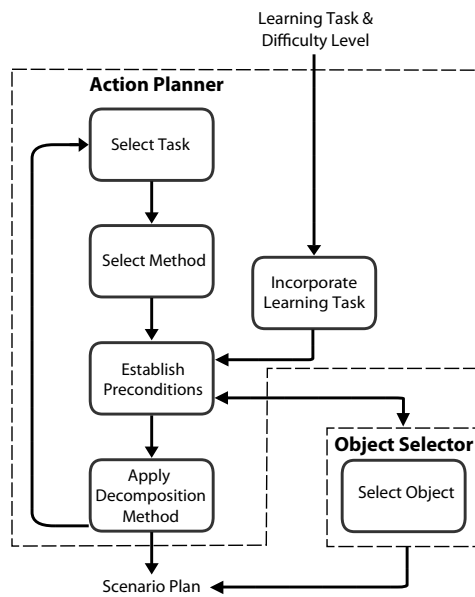 Learning Task &
Difficulty Level
Action Planner
Select Task
Select Method
Incorporate
Learning Task
Establish
Preconditions
Object Selector
Apply
Decomposition
Method
Select Object
Scenario Plan